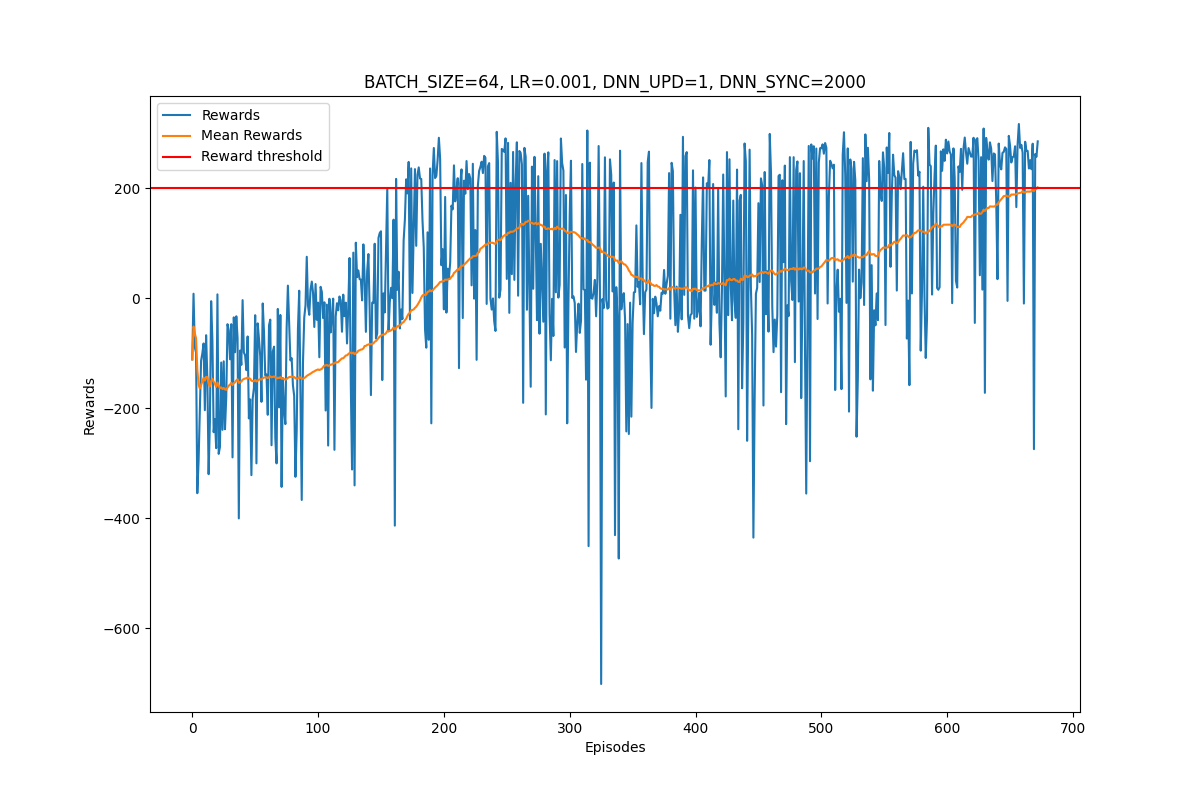 BATCH_SIZE=64, LR=0.001, DNN_UPD=1, DNN_SYNC=2000
Rewards
Mean Rewards
Reward threshold
200
0
−200
−400
−600
Rewards
0 100 200 300 400 500 600 700
Episodes